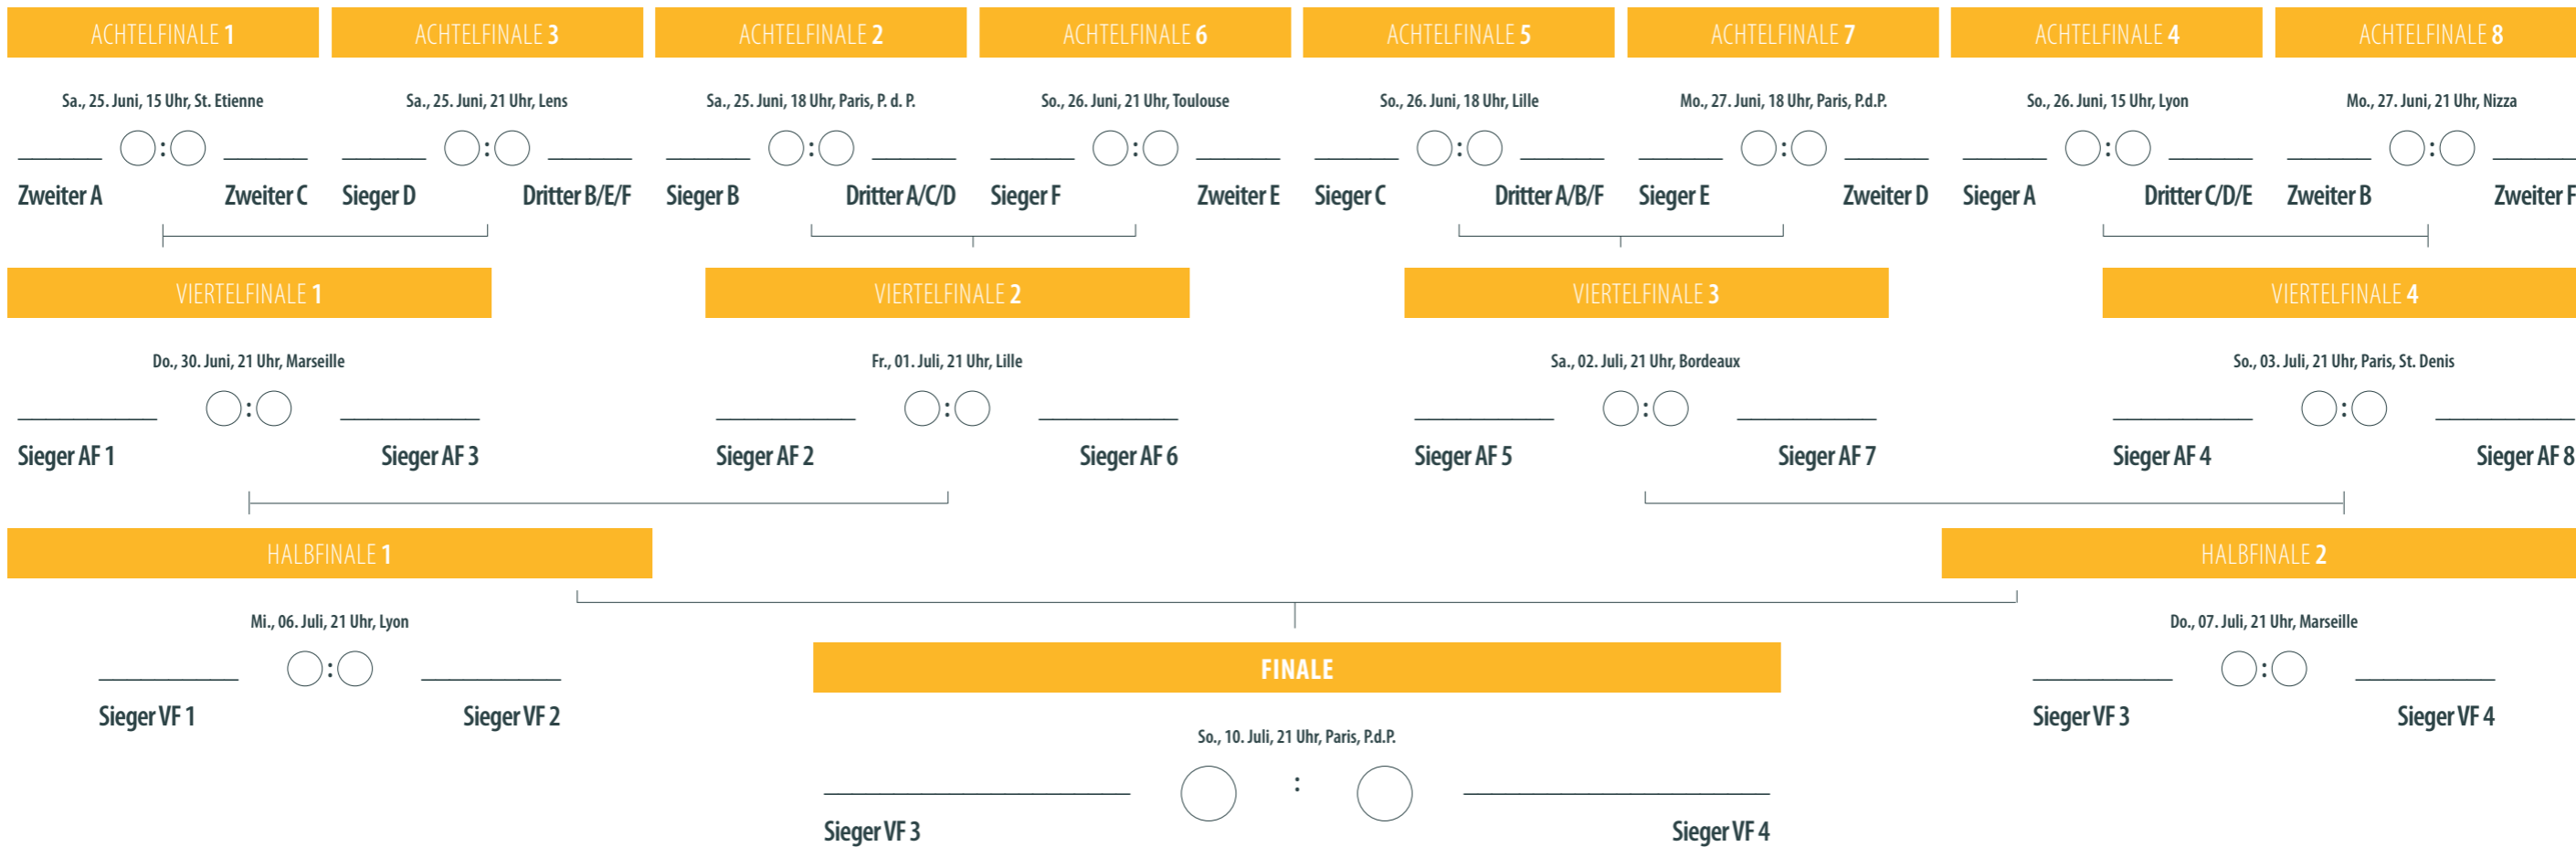 ACHTELFINALE 1
ACHTELFINALE 3
ACHTELFINALE 2
ACHTELFINALE 6
ACHTELFINALE 5
ACHTELFINALE 7
ACHTELFINALE 4
ACHTELFINALE 8
Sa., 25. Juni, 15 Uhr, St. Etienne
Sa., 25. Juni, 21 Uhr, Lens
Sa., 25. Juni, 18 Uhr, Paris, P. d. P.
So., 26. Juni, 21 Uhr, Toulouse
So., 26. Juni, 18 Uhr, Lille
Mo., 27. Juni, 18 Uhr, Paris, P.d.P.
So., 26. Juni, 15 Uhr, Lyon
Mo., 27. Juni, 21 Uhr, Nizza
:
:
:
:
:
:
:
:
Zweiter A Zweiter C
Sieger D Dritter B/E/F
Sieger B Dritter A/C/D
Sieger F Zweiter E
Sieger C Dritter A/B/F
Sieger E Zweiter D
Sieger A Dritter C/D/E
Zweiter B Zweiter F
VIERTELFINALE 1
VIERTELFINALE 2
VIERTELFINALE 3
VIERTELFINALE 4
Do., 30. Juni, 21 Uhr, Marseille
Fr., 01. Juli, 21 Uhr, Lille
Sa., 02. Juli, 21 Uhr, Bordeaux
So., 03. Juli, 21 Uhr, Paris, St. Denis
:
:
:
:
Sieger AF 1 Sieger AF 3
Sieger AF 2 Sieger AF 6
Sieger AF 5 Sieger AF 7
Sieger AF 4 Sieger AF 8
HALBFINALE 1
HALBFINALE 2
Mi., 06. Juli, 21 Uhr, Lyon
Do., 07. Juli, 21 Uhr, Marseille
:
:
Sieger VF 1 Sieger VF 2
Sieger VF 3 Sieger VF 4
FINALE
So., 10. Juli, 21 Uhr, Paris, P.d.P.
:
Sieger VF 3 Sieger VF 4